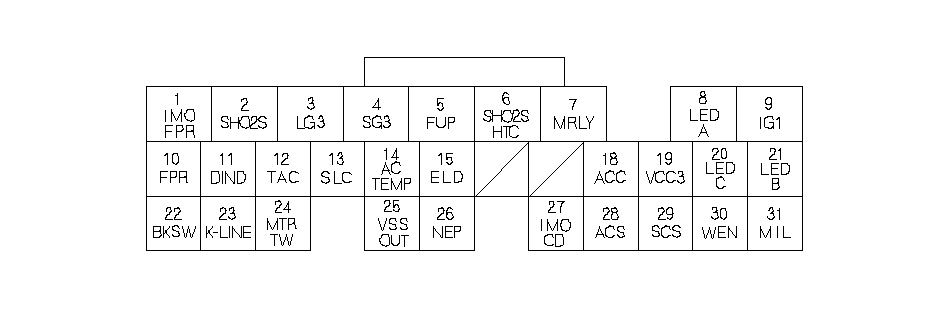 1 2 3 4 5 6 7 8 9
IMO FPR SHO2S LG3 SG3 FUP SHO2S HTC MRLY LED A IG1
10 11 12 13 14 15 18 19 20 21
FPR DIND TAC SLC AC TEMP ELD ACC VCC3 LED C LED B
22 23 24 25 26 27 28 29 30 31
BKSW K-LINE MTR TW VSS OUT NEP IMO CD ACS SCS WEN MIL